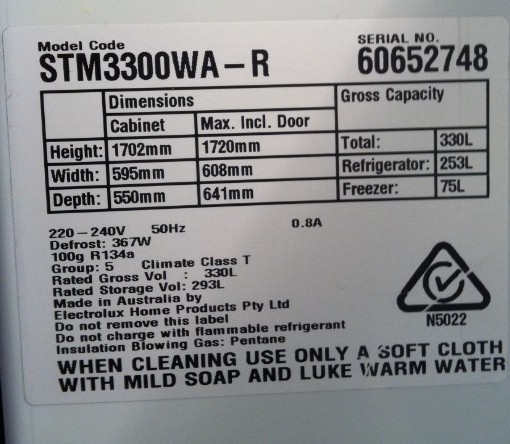 Model Code
STM3300WA-R
SERIAL NO.
60652748
Dimensions
Gross Capacity
Cabinet
Max. Incl. Door
Height: 1702mm 1720mm
Total: 330L
Width: 595mm 608mm
Refrigerator: 253L
Depth: 550mm 641mm
Freezer: 75L
220-240V 50Hz 0.8A
Defrost: 367W
100g R134a
Group: 5 Climate Class T
Rated Gross Vol : 330L
Rated Storage Vol: 293L
Made in Australia by
Electrolux Home Products Pty Ltd
Do not remove this label
Do not charge with flammable refrigerant
Insulation Blowing Gas: Pentane
N5022
WHEN CLEANING USE ONLY A SOFT CLOTH
WITH MILD SOAP AND LUKE WARM WATER